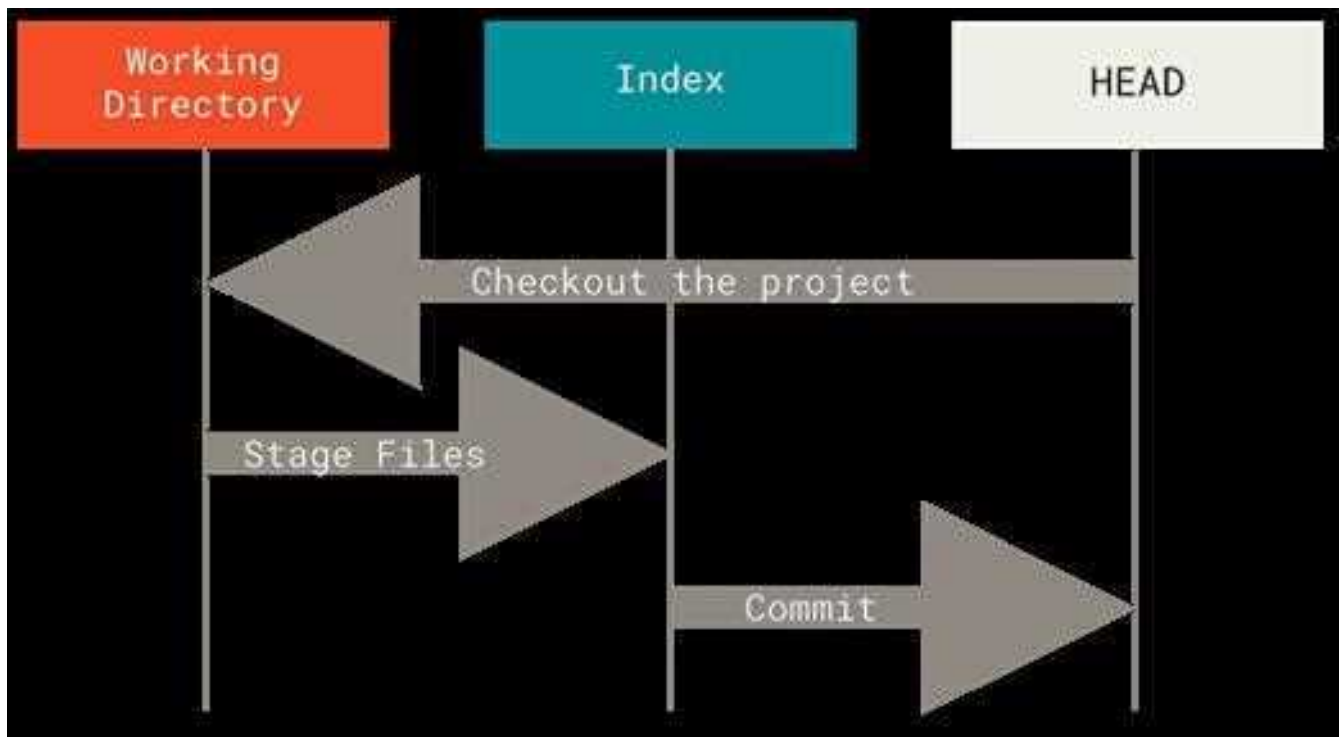 Working
Directory
Index
HEAD
Checkout the project
Stage Files
Commit